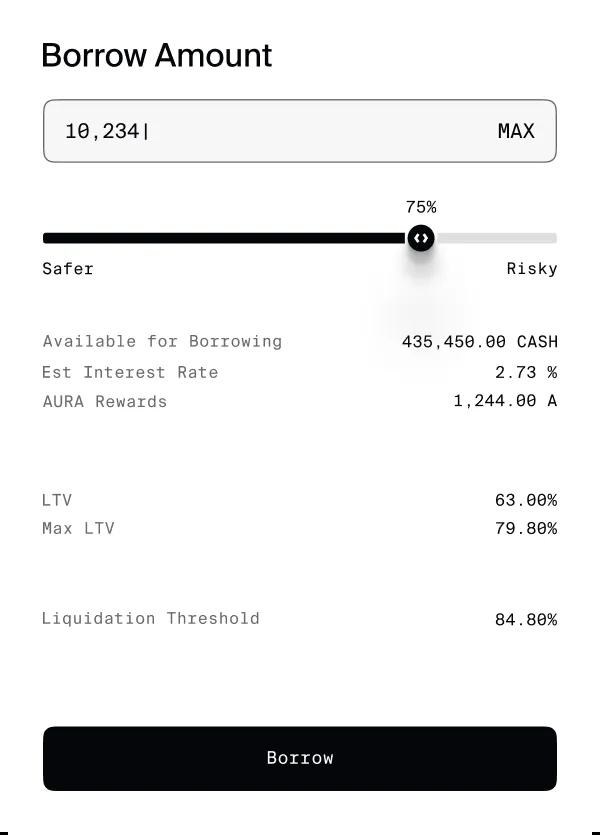 Borrow Amount
10,234| MAX
75%
Safer Risky
Available for Borrowing 435,450.00 CASH
Est Interest Rate 2.73 %
AURA Rewards 1,244.00 A
LTV 63.00%
Max LTV 79.80%
Liquidation Threshold 84.80%
Borrow